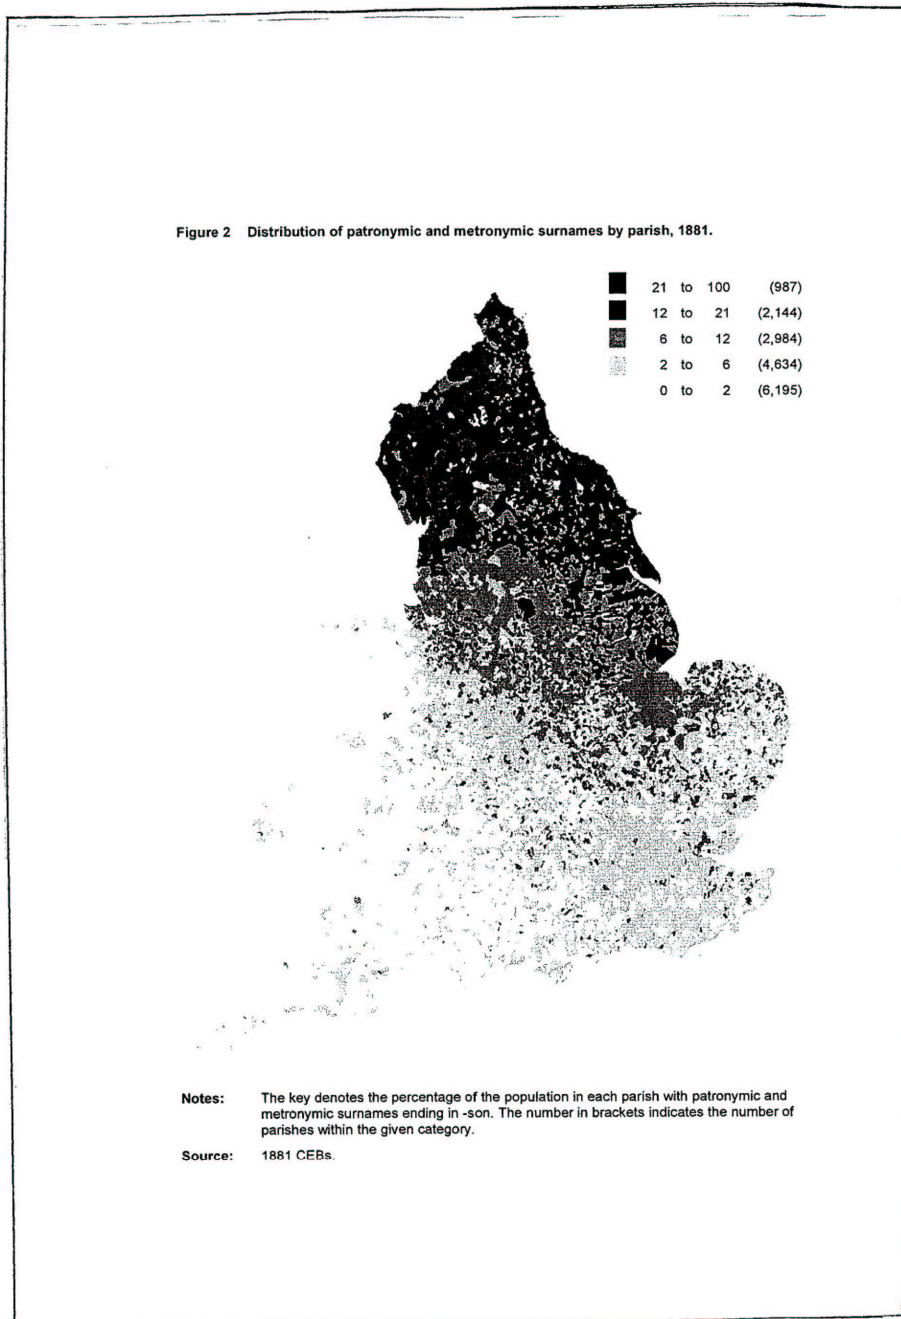 Figure 2 Distribution of patronymic and metronymic surnames by parish, 1881.
21 to 100 (987)
12 to 21 (2,144)
6 to 12 (2,984)
2 to 6 (4,634)
0 to 2 (6,195)
Notes: The key denotes the percentage of the population in each parish with patronymic and
metronymic surnames ending in -son. The number in brackets indicates the number of
parishes within the given category.
Source: 1881 CEBs.